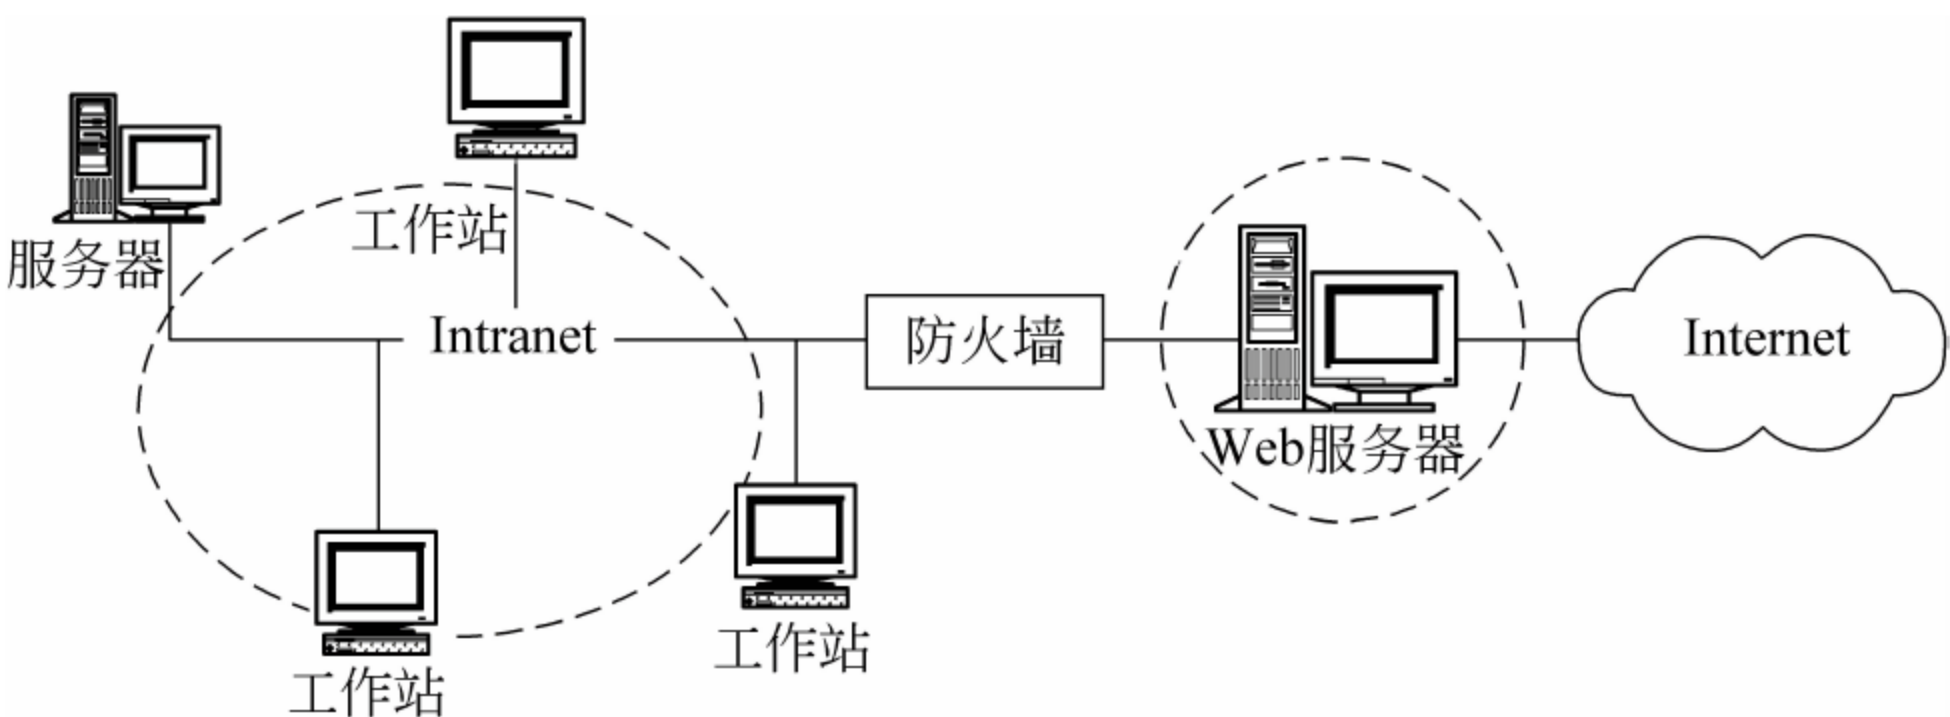 工作站
服务器
Intranet
防火墙
Internet
Web服务器
工作站
工作站